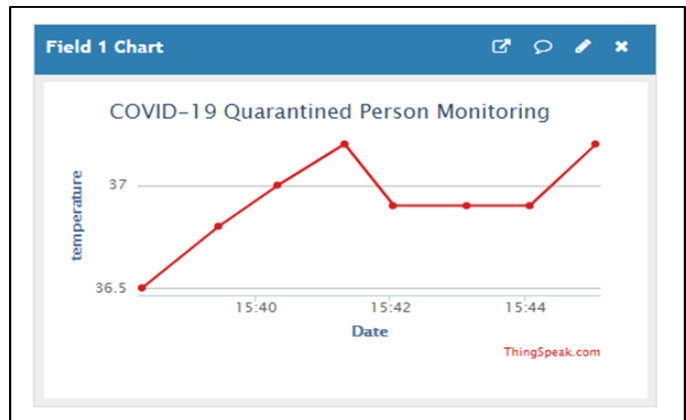 Field 1 Chart
COVID-19 Quarantined Person Monitoring
temperature
37
36.5
15:40 15:42 15:44
Date
ThingSpeak.com